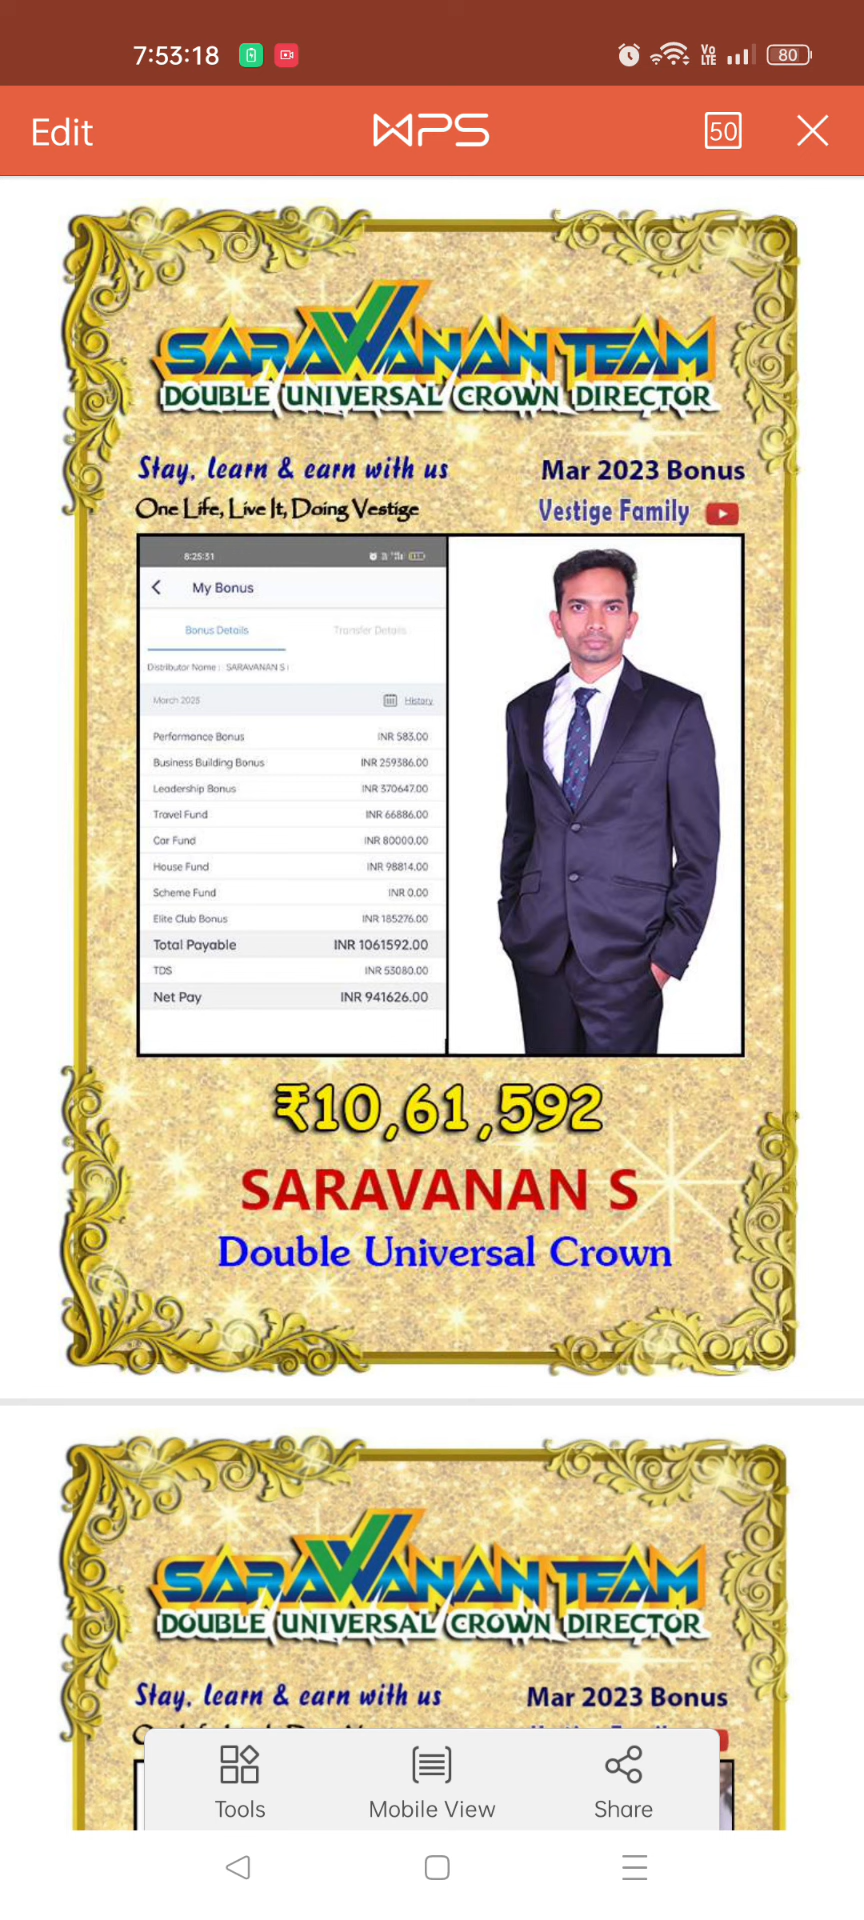 7:53:18
Vo LTE 80
Edit
WPS
50
SARAVANAN TEAM
DOUBLE UNIVERSAL CROWN DIRECTOR
Stay, learn & earn with us
Mar 2023 Bonus
One Life, Live It, Doing Vestige
Vestige Family
8:25:31
My Bonus
Bonus Details Transfer Details
Distributor Name : SARAVANAN S
March 2023 History
Performance Bonus INR 583.00
Business Building Bonus INR 259386.00
Leadership Bonus INR 370647.00
Travel Fund INR 66886.00
Car Fund INR 80000.00
House Fund INR 98814.00
Scheme Fund INR 0.00
Elite Club Bonus INR 185276.00
Total Payable INR 1061592.00
TDS INR 53080.00
Net Pay INR 941626.00
₹10,61,592
SARAVANAN S
Double Universal Crown
SARAVANAN TEAM
DOUBLE UNIVERSAL CROWN DIRECTOR
Stay, learn & earn with us
Mar 2023 Bonus
Tools Mobile View Share